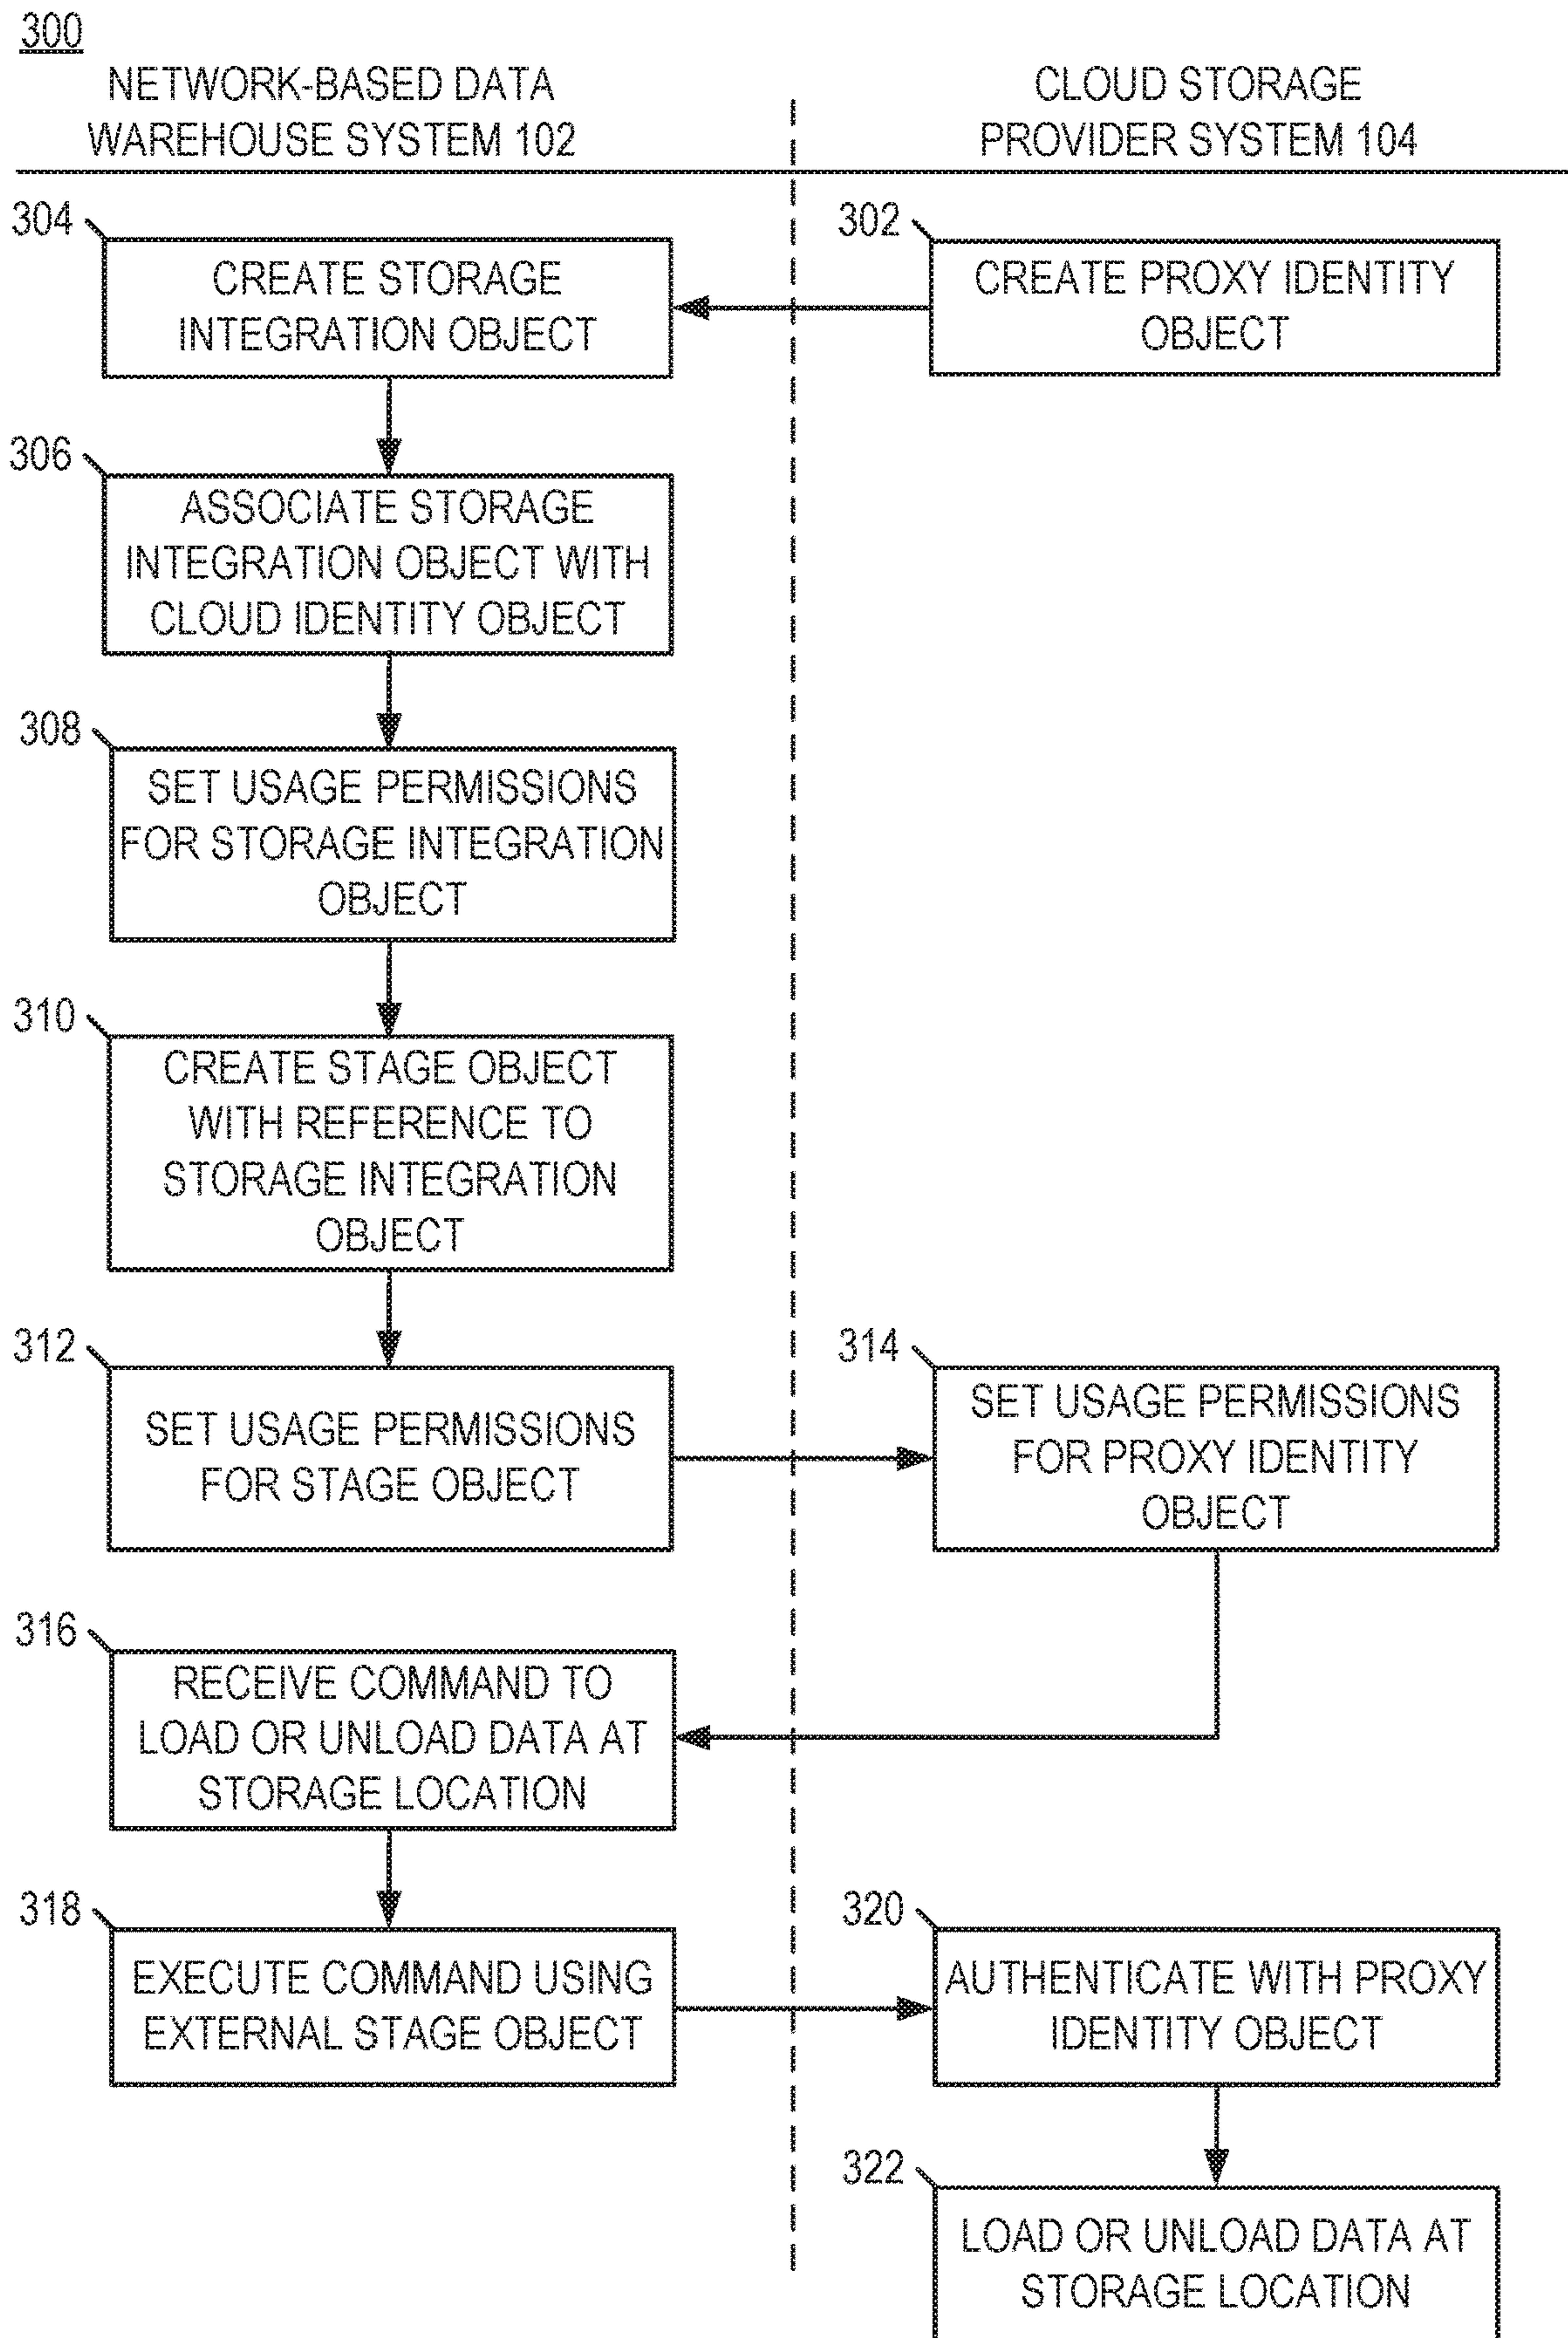 300
NETWORK-BASED DATA
WAREHOUSE SYSTEM 102
CLOUD STORAGE
PROVIDER SYSTEM 104
304
CREATE STORAGE
INTEGRATION OBJECT
302
CREATE PROXY IDENTITY
OBJECT
306
ASSOCIATE STORAGE
INTEGRATION OBJECT WITH
CLOUD IDENTITY OBJECT
308
SET USAGE PERMISSIONS
FOR STORAGE INTEGRATION
OBJECT
310
CREATE STAGE OBJECT
WITH REFERENCE TO
STORAGE INTEGRATION
OBJECT
312
SET USAGE PERMISSIONS
FOR STAGE OBJECT
314
SET USAGE PERMISSIONS
FOR PROXY IDENTITY
OBJECT
316
RECEIVE COMMAND TO
LOAD OR UNLOAD DATA AT
STORAGE LOCATION
318
EXECUTE COMMAND USING
EXTERNAL STAGE OBJECT
320
AUTHENTICATE WITH PROXY
IDENTITY OBJECT
322
LOAD OR UNLOAD DATA AT
STORAGE LOCATION